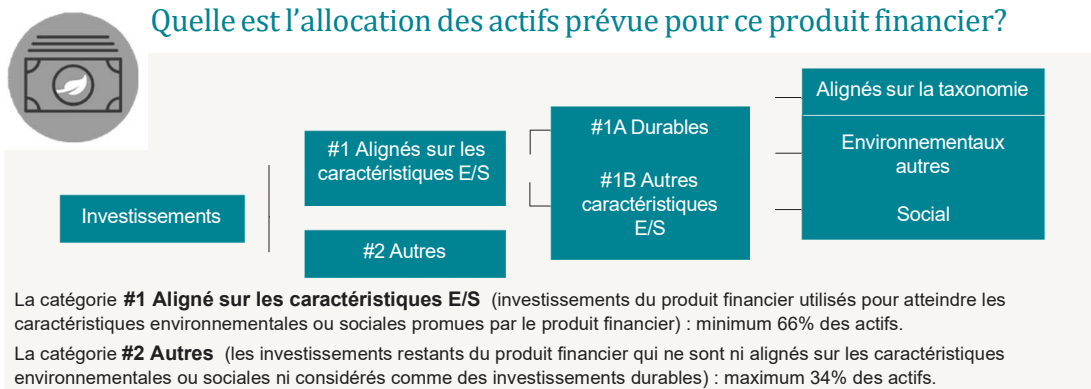 Quelle est l’allocation des actifs prévue pour ce produit financier?
Investissements
#1 Alignés sur les
caractéristiques E/S
#2 Autres
#1A Durables
#1B Autres
caractéristiques
E/S
Alignés sur la taxonomie
Environnementaux
autres
Social
La catégorie #1 Aligné sur les caractéristiques E/S (investissements du produit financier utilisés pour atteindre les
caractéristiques environnementales ou sociales promues par le produit financier) : minimum 66% des actifs.
La catégorie #2 Autres (les investissements restants du produit financier qui ne sont ni alignés sur les caractéristiques
environnementales ou sociales ni considérés comme des investissements durables) : maximum 34% des actifs.